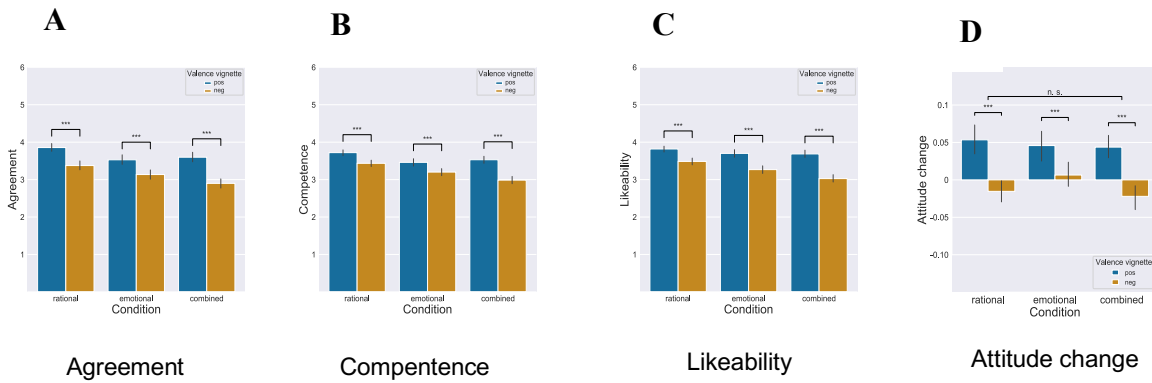 A
B
C
D
Valence vignette
pos
neg
6
5
4
3
2
1
Agreement
***
***
***
rational
emotional
combined
Condition
Valence vignette
pos
neg
6
5
4
3
2
1
Competence
***
***
***
rational
emotional
combined
Condition
Valence vignette
pos
neg
6
5
4
3
2
1
Likeability
***
***
***
rational
emotional
combined
Condition
n. s.
0.10
0.05
0
−0.05
−0.10
Attitude change
***
***
***
Valence vignette
pos
neg
rational
emotional
combined
Condition
Agreement
Compentence
Likeability
Attitude change